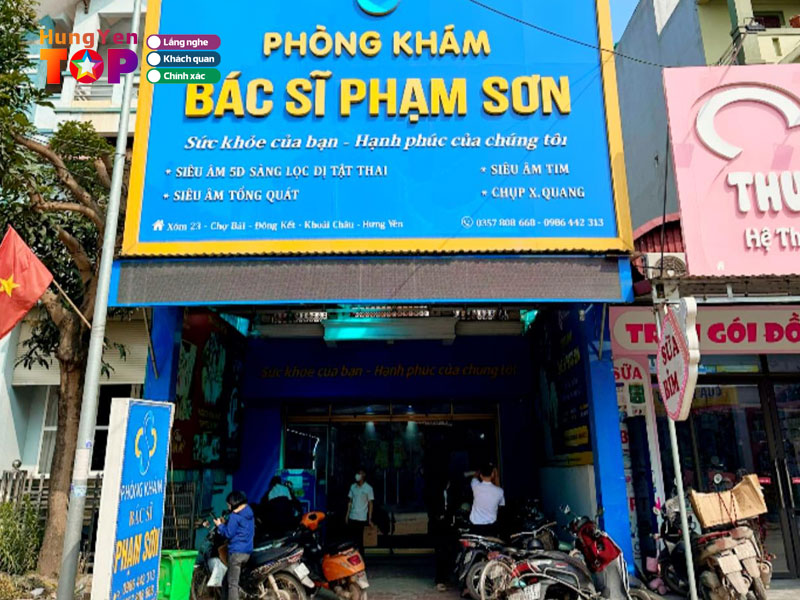 HungYen
TOP
Lắng nghe
Khách quan
Chính xác
PHÒNG KHÁM
BÁC SĨ PHẠM SƠN
Sức khỏe của bạn - Hạnh phúc của chúng tôi
* SIÊU ÂM 5D SÀNG LỌC DỊ TẬT THAI
* SIÊU ÂM TIM
* SIÊU ÂM TỔNG QUÁT
* CHỤP X.QUANG
Xóm 23 - Chợ Bái - Đông Kết - Khoái Châu - Hưng Yên
0357 808 668 - 0986 442 313
THU
Hệ Th
TR GÓI ĐỒ
SỮA
BỈM
SỮA
Sức khỏe của bạn - Hạnh phúc của chúng tôi
PHÒNG KHÁM
BÁC SĨ
PHẠM SƠN